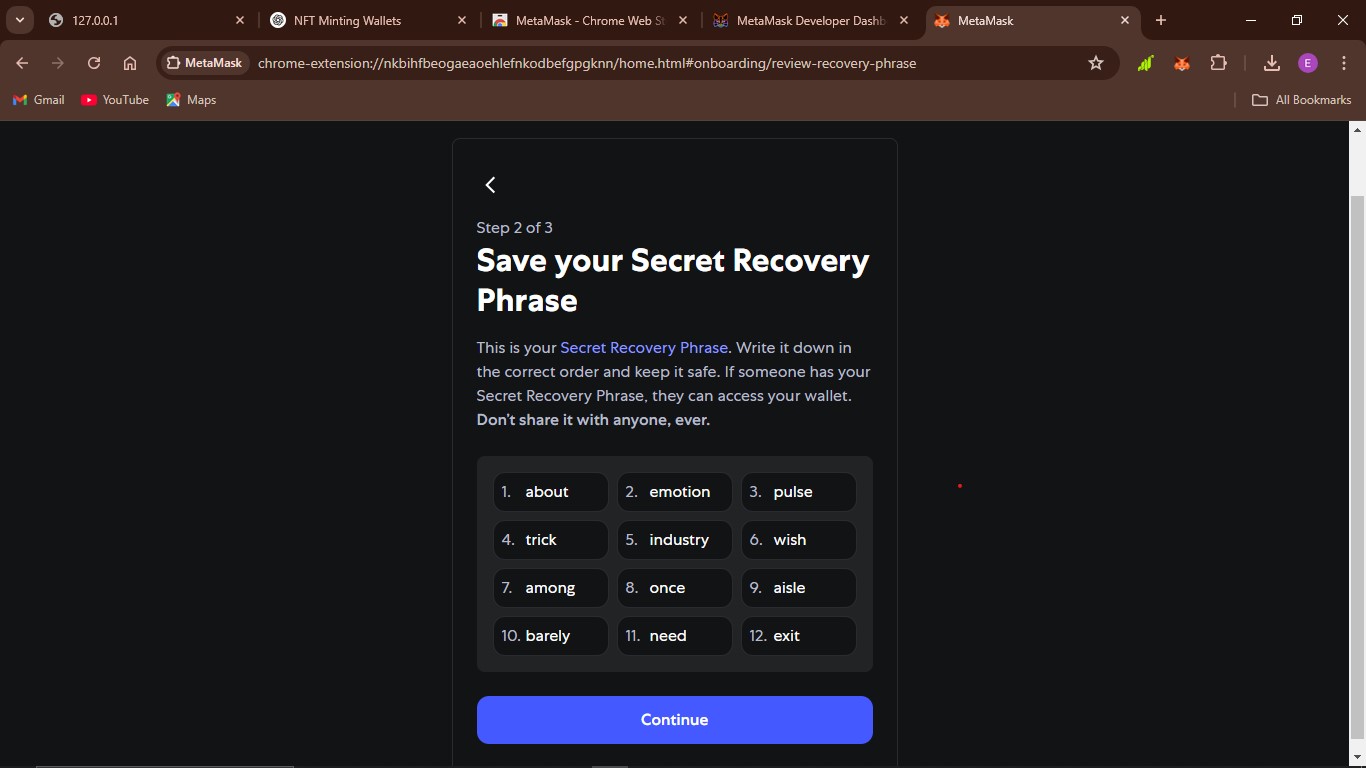 127.0.0.1
NFT Minting Wallets
MetaMask - Chrome Web St
MetaMask Developer Dashb
MetaMask
MetaMask
chrome-extension://nkbihfbeogaeaoehlefnkodbefgpgknn/home.html#onboarding/review-recovery-phrase
E
Gmail
YouTube
Maps
All Bookmarks
Step 2 of 3
Save your Secret Recovery
Phrase
This is your Secret Recovery Phrase. Write it down in
the correct order and keep it safe. If someone has your
Secret Recovery Phrase, they can access your wallet.
Don't share it with anyone, ever.
1. about
2. emotion
3. pulse
4. trick
5. industry
6. wish
7. among
8. once
9. aisle
10. barely
11. need
12. exit
Continue